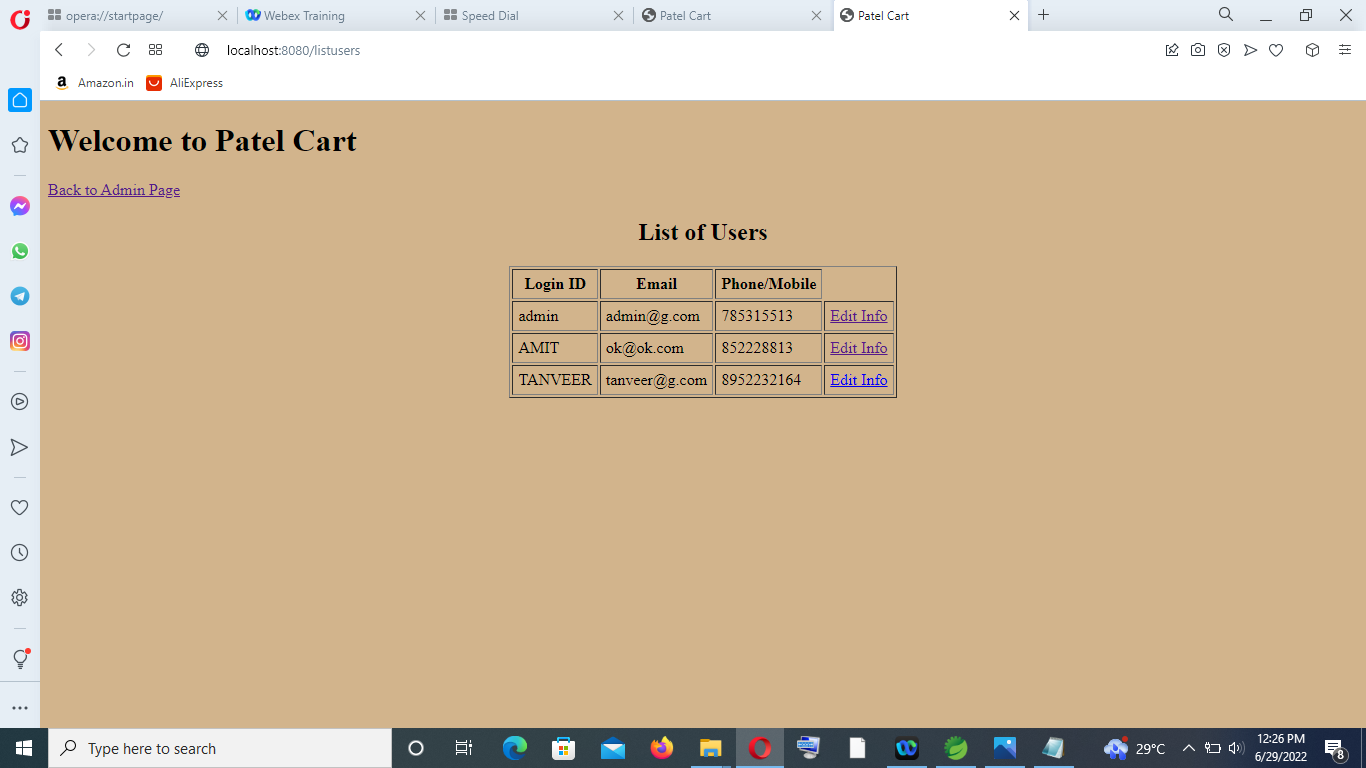 opera://startpage/ Webex Training Speed Dial Patel Cart Patel Cart
localhost:8080/listusers
a Amazon.in AliExpress
Welcome to Patel Cart
Back to Admin Page
List of Users
Login ID Email Phone/Mobile
admin admin@g.com 785315513 Edit Info
AMIT ok@ok.com 852228813 Edit Info
TANVEER tanveer@g.com 8952232164 Edit Info
Type here to search 29°C 12:26 PM
6/29/2022 8